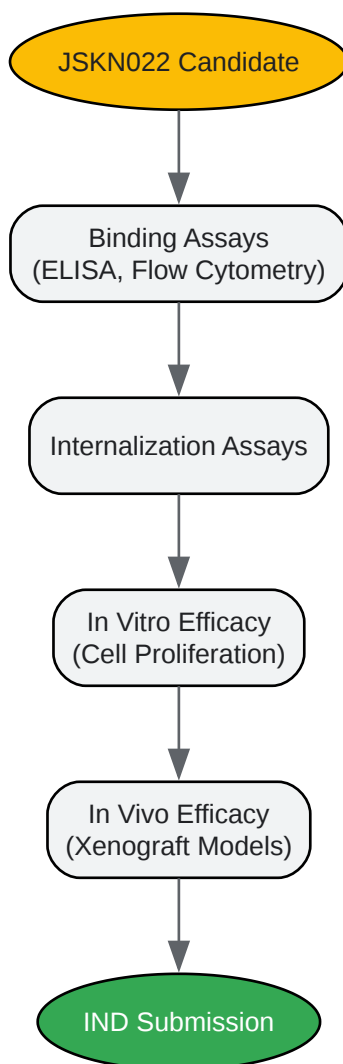 JSKN022 Candidate
Binding Assays
(ELISA, Flow Cytometry)
Internalization Assays
In Vitro Efficacy
(Cell Proliferation)
In Vivo Efficacy
(Xenograft Models)
IND Submission